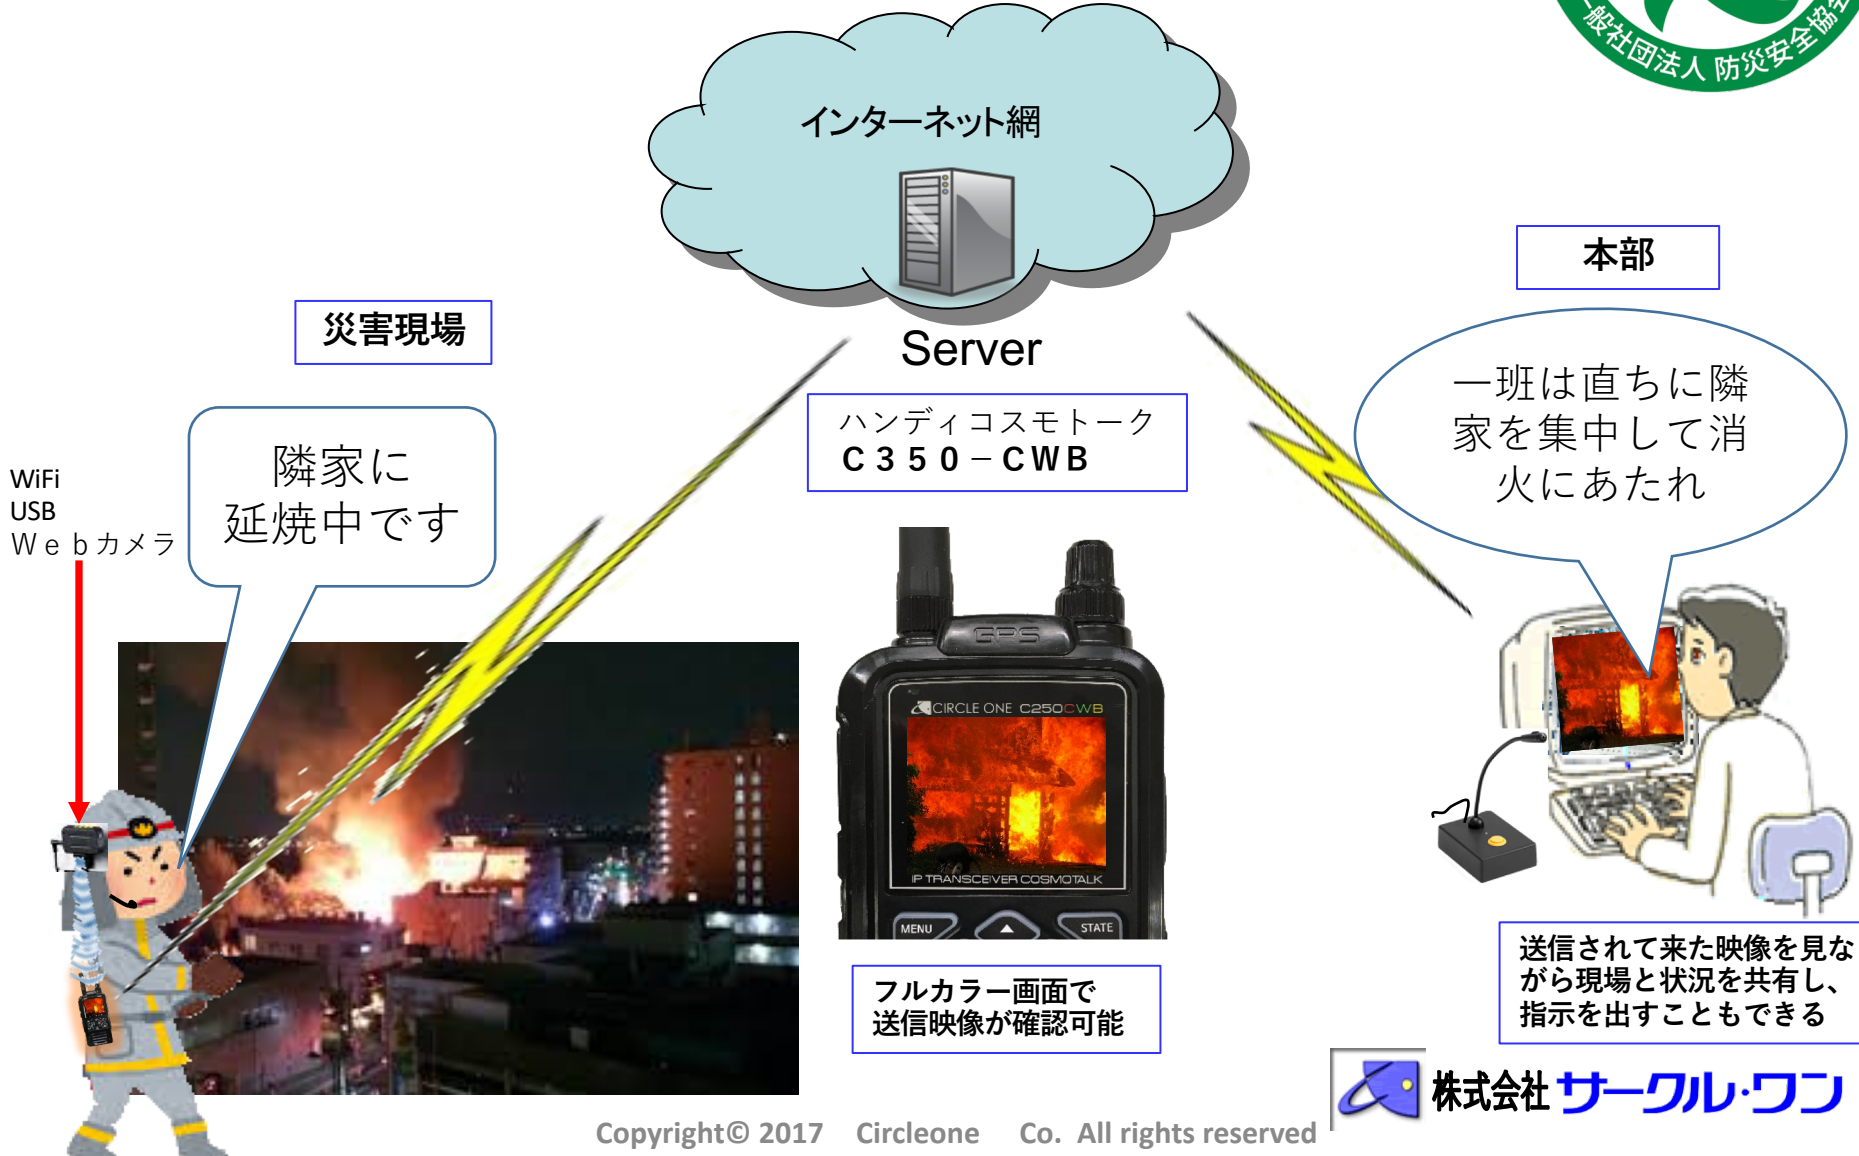 一般社団法人 防災安全協会
インターネット網
Server
本部
災害現場
一班は直ちに隣
家を集中して消
火にあたれ
ハンディコスモトーク
C350－CWB
隣家に
延焼中です
WiFi
USB
Webカメラ
GPS
CIRCLE ONE C250CWB
IP TRANSCEIVER COSMOTALK
MENU
STATE
フルカラー画面で
送信映像が確認可能
送信されて来た映像を見な
がら現場と状況を共有し、
指示を出すこともできる
株式会社 サークル・ワン
Copyright© 2017 Circleone Co. All rights reserved